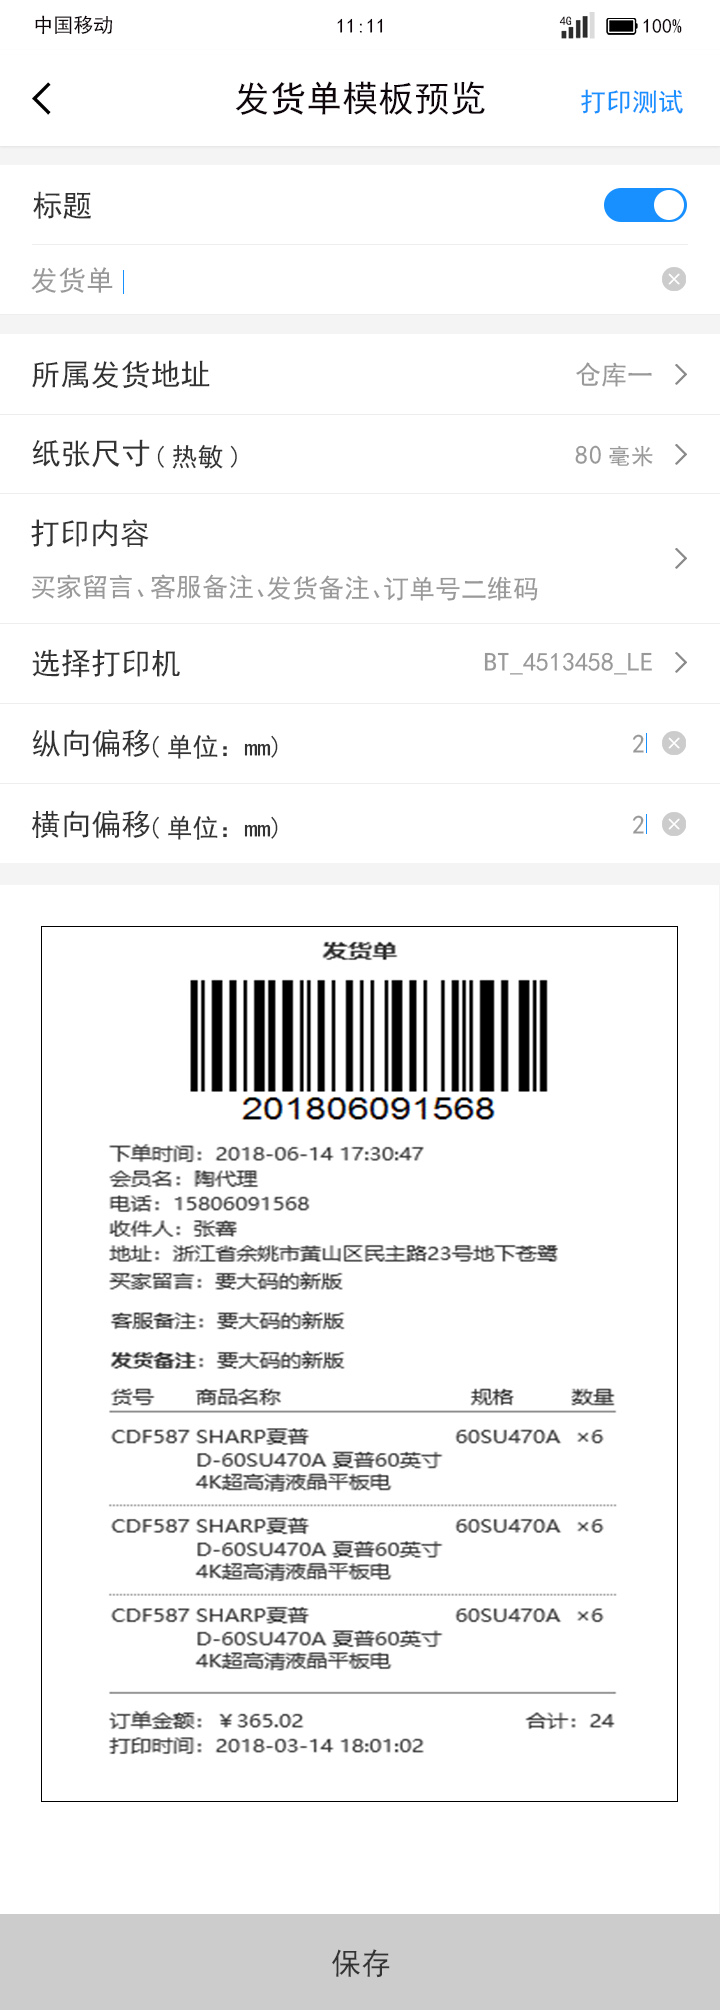 中国移动 11:11 4G 100%
发货单模板预览 打印测试
标题
发货单
所属发货地址 仓库一
纸张尺寸(热敏) 80 毫米
打印内容
买家留言、客服备注、发货备注、订单号二维码
选择打印机 BT_4513458_LE
纵向偏移(单位：mm) 2
横向偏移(单位：mm) 2
发货单
201806091568
下单时间：2018-06-14 17:30:47
会员名：陶代理
电话：15806091568
收件人：张赛
地址：浙江省余姚市黄山区民主路23号地下苍鹭
买家留言：要大码的新版
客服备注：要大码的新版
发货备注：要大码的新版
货号 商品名称 规格 数量
CDF587 SHARP夏普 60SU470A ×6
D-60SU470A 夏普60英寸
4K超高清液晶平板电
CDF587 SHARP夏普 60SU470A ×6
D-60SU470A 夏普60英寸
4K超高清液晶平板电
CDF587 SHARP夏普 60SU470A ×6
D-60SU470A 夏普60英寸
4K超高清液晶平板电
订单金额：￥365.02 合计：24
打印时间：2018-03-14 18:01:02
保存